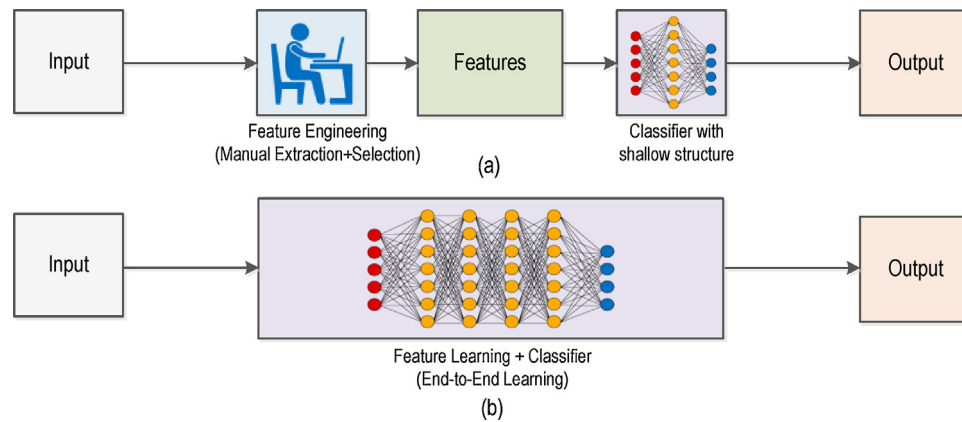 Input
Features
Output
Feature Engineering
(Manual Extraction+Selection)
Classifier with
shallow structure
(a)
Input
Output
Feature Learning + Classifier
(End-to-End Learning)
(b)